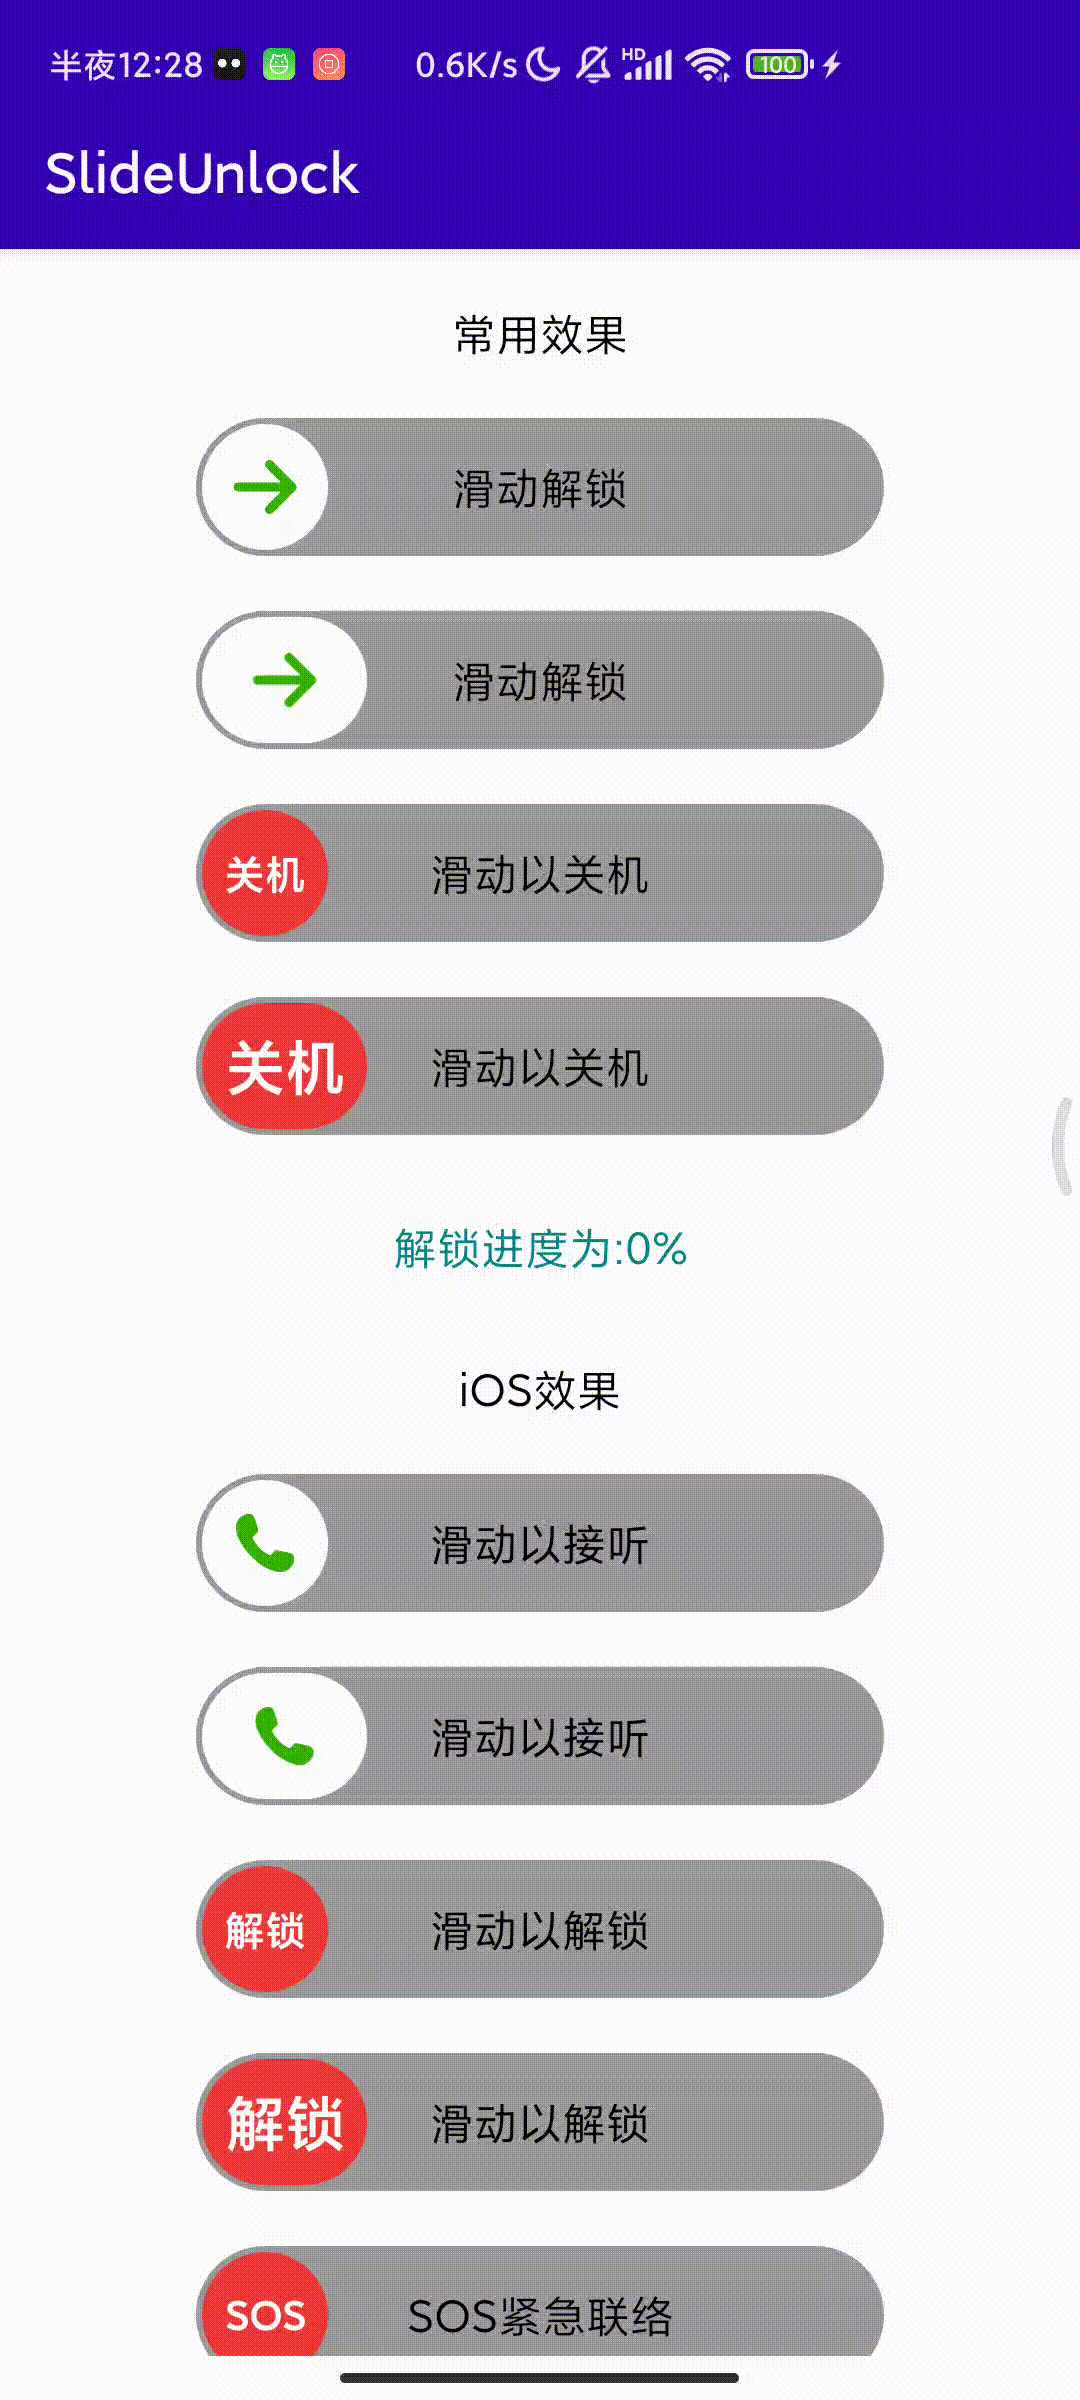 半夜12:28 0.6K/s HD 100
SlideUnlock
常用效果
滑动解锁
滑动解锁
关机 滑动以关机
关机 滑动以关机
解锁进度为:0%
iOS效果
滑动以接听
滑动以接听
解锁 滑动以解锁
解锁 滑动以解锁
SOS SOS紧急联络